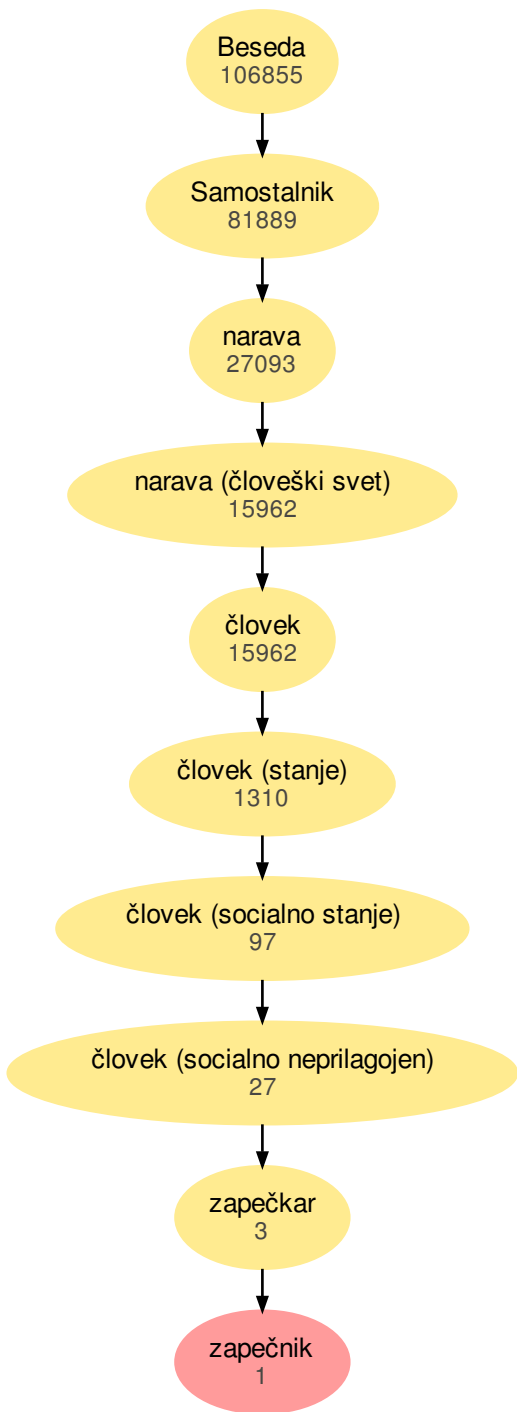 Beseda
106855
Samostalnik
81889
narava
27093
narava (človeški svet)
15962
človek
15962
človek (stanje)
1310
človek (socialno stanje)
97
človek (socialno neprilagojen)
27
zapečkar
3
zapečnik
1